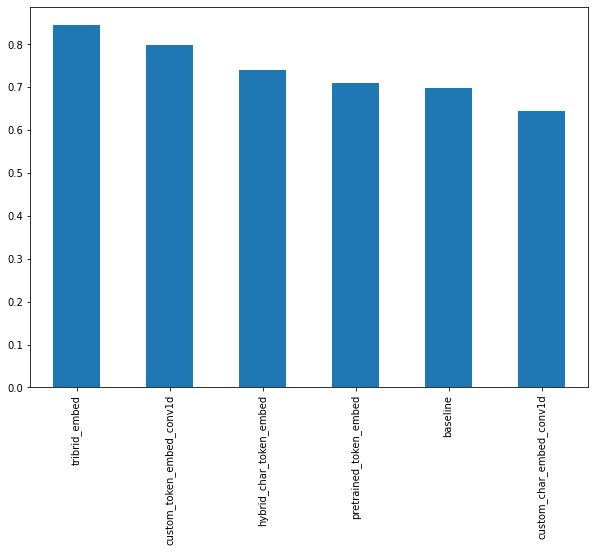 0.8
0.7
0.6
0.5
0.4
0.3
0.2
0.1
0.0
tribrid_embed
custom_token_embed_conv1d
hybrid_char_token_embed
pretrained_token_embed
baseline
custom_char_embed_conv1d